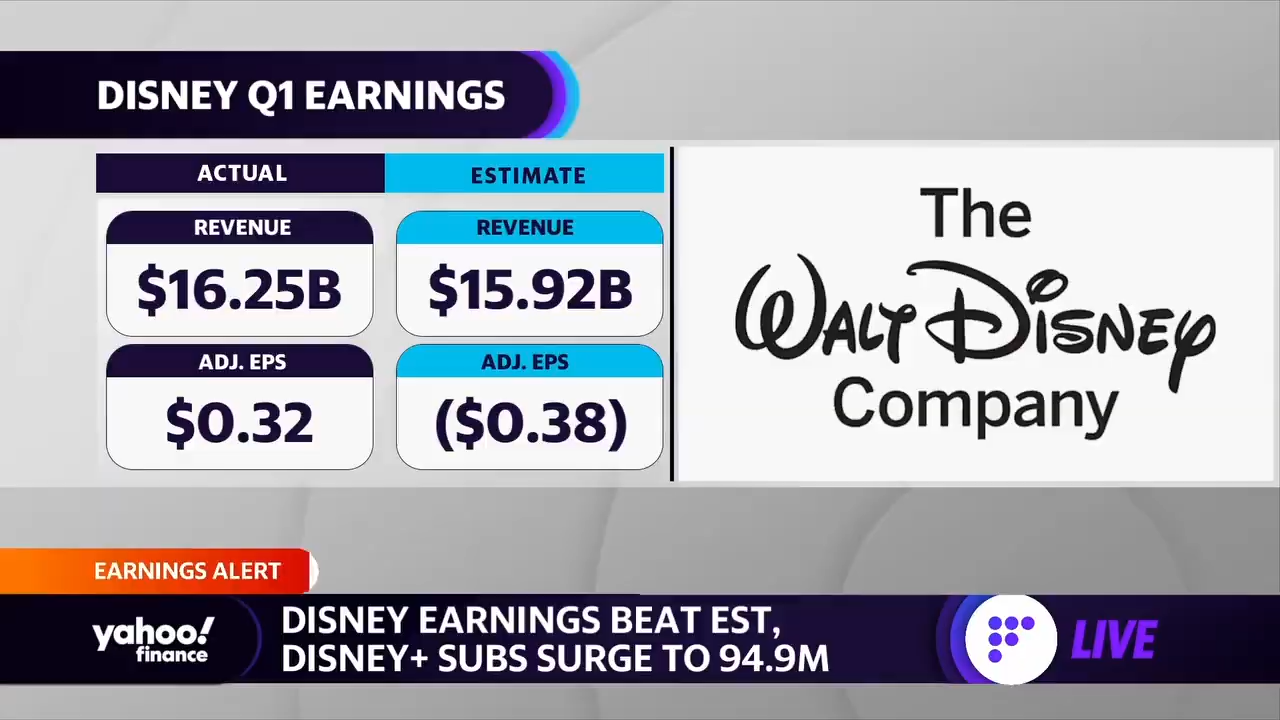 DISNEY Q1 EARNINGS
ACTUAL
ESTIMATE
REVENUE
REVENUE
$16.25B
$15.92B
ADJ. EPS
ADJ. EPS
$0.32
($0.38)
The
WALT DISNEY
Company
EARNINGS ALERT
yahoo!
finance
DISNEY EARNINGS BEAT EST,
DISNEY+ SUBS SURGE TO 94.9M
LIVE